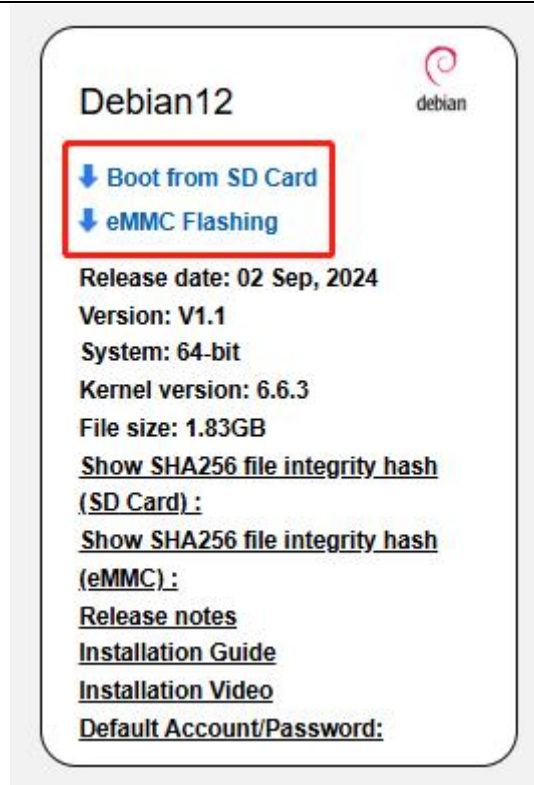 debian
Debian12
Boot from SD Card
eMMC Flashing
Release date: 02 Sep, 2024
Version: V1.1
System: 64-bit
Kernel version: 6.6.3
File size: 1.83GB
Show SHA256 file integrity hash
(SD Card) :
Show SHA256 file integrity hash
(eMMC) :
Release notes
Installation Guide
Installation Video
Default Account/Password: